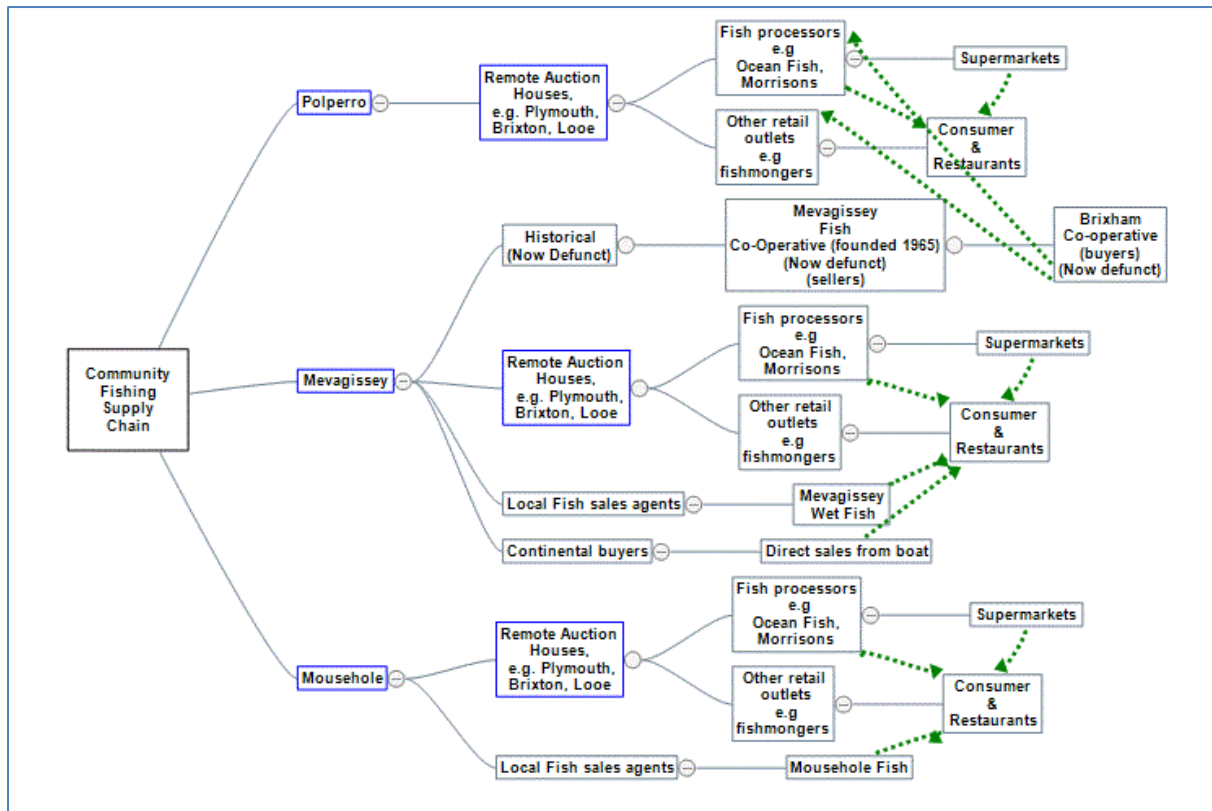 Community
Fishing
Supply
Chain
Polperro
Remote Auction
Houses,
e.g. Plymouth,
Brixton, Looe
Fish processors
e.g
Ocean Fish,
Morrisons
Supermarkets
Other retail
outlets
e.g
fishmongers
Consumer
&
Restaurants
Mevagissey
Historical
(Now Defunct)
Mevagissey
Fish
Co-Operative (founded 1965)
(Now defunct)
(sellers)
Brixham
Co-operative
(buyers)
(Now defunct)
Remote Auction
Houses,
e.g. Plymouth,
Brixton, Looe
Fish processors
e.g
Ocean Fish,
Morrisons
Supermarkets
Other retail
outlets
e.g
fishmongers
Consumer
&
Restaurants
Local Fish sales agents
Mevagissey
Wet Fish
Continental buyers
Direct sales from boat
Mousehole
Remote Auction
Houses,
e.g. Plymouth,
Brixton, Looe
Fish processors
e.g
Ocean Fish,
Morrisons
Supermarkets
Other retail
outlets
e.g
fishmongers
Consumer
&
Restaurants
Local Fish sales agents
Mousehole Fish